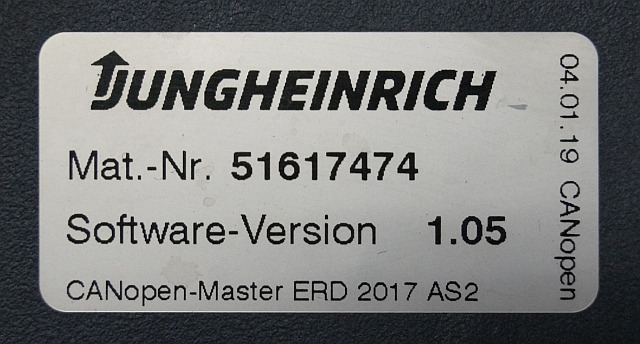 JUNGHEINRICH
Mat.-Nr. 51617474
Software-Version 1.05
CANopen-Master ERD 2017 AS2
04.01.19 CANopen